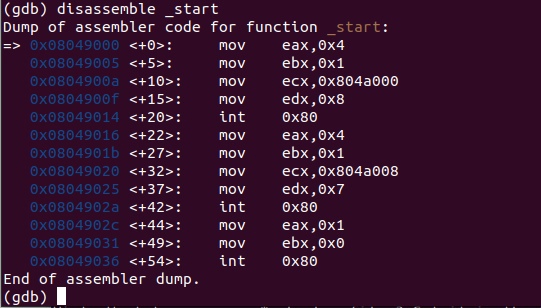 (gdb) disassemble _start
Dump of assembler code for function _start:
=> 0x08049000 <+0>: mov eax,0x4
0x08049005 <+5>: mov ebx,0x1
0x0804900a <+10>: mov ecx,0x804a000
0x0804900f <+15>: mov edx,0x8
0x08049014 <+20>: int 0x80
0x08049016 <+22>: mov eax,0x4
0x0804901b <+27>: mov ebx,0x1
0x08049020 <+32>: mov ecx,0x804a008
0x08049025 <+37>: mov edx,0x7
0x0804902a <+42>: int 0x80
0x0804902c <+44>: mov eax,0x1
0x08049031 <+49>: mov ebx,0x0
0x08049036 <+54>: int 0x80
End of assembler dump.
(gdb)